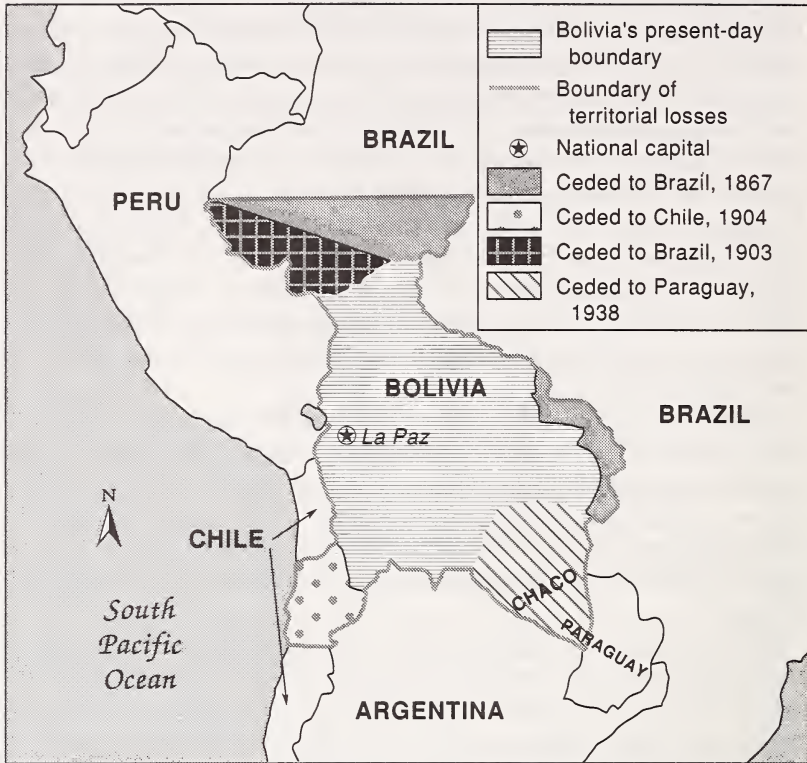 Bolivia's present-day
boundary
Boundary of
territorial losses
National capital
Ceded to Brazil, 1867
Ceded to Chile, 1904
Ceded to Brazil, 1903
Ceded to Paraguay,
1938
BRAZIL
PERU
BOLIVIA
BRAZIL
La Paz
N
CHILE
CHACO
PARAGUAY
South
Pacific
Ocean
ARGENTINA